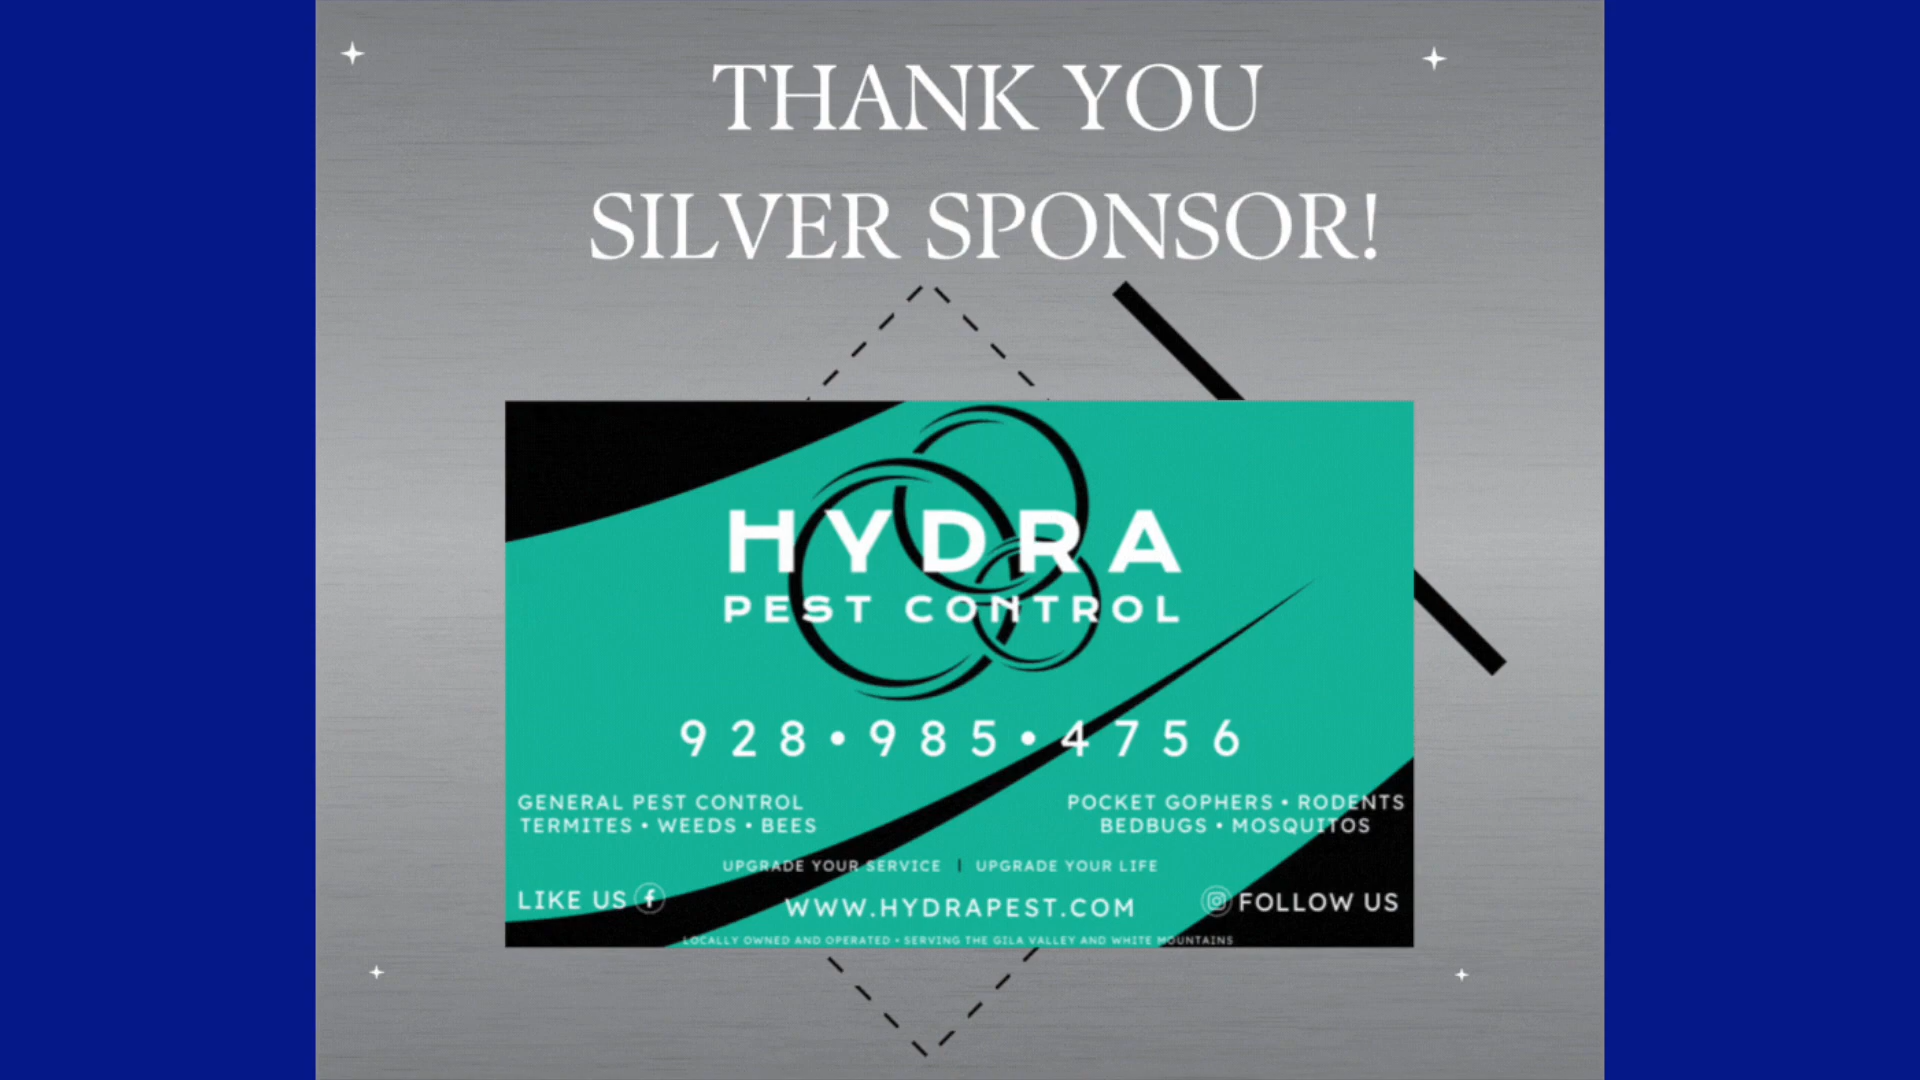 THANK YOU
SILVER SPONSOR!
HYDRA
PEST CONTROL
928•985•4756
GENERAL PEST CONTROL
TERMITES • WEEDS • BEES
POCKET GOPHERS • RODENTS
BEDBUGS • MOSQUITOS
UPGRADE YOUR SERVICE | UPGRADE YOUR LIFE
LIKE US
WWW.HYDRAPEST.COM
FOLLOW US
LOCALLY OWNED AND OPERATED • SERVING THE GILA VALLEY AND WHITE MOUNTAINS